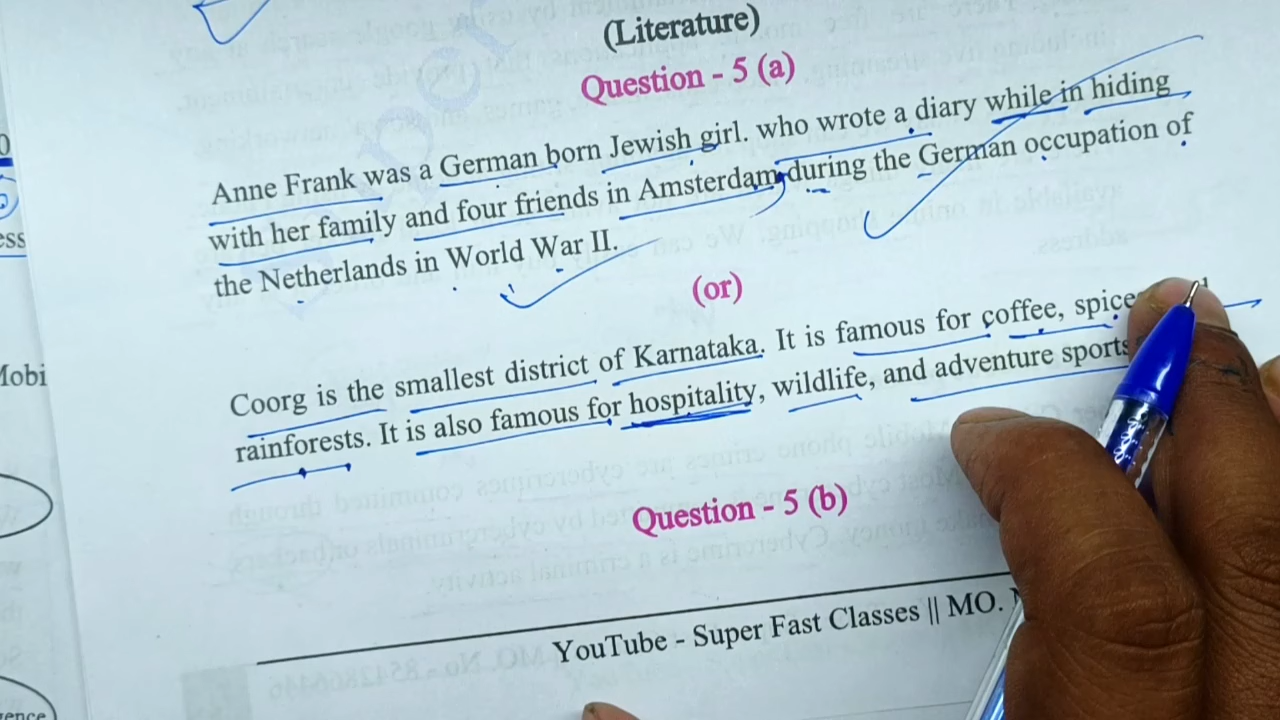 (Literature)
Question - 5 (a)
Anne Frank was a German born Jewish girl. who wrote a diary while in hiding
with her family and four friends in Amsterdam, during the German occupation of
the Netherlands in World War II.
(or)
Coorg is the smallest district of Karnataka. It is famous for coffee,
rainforests. It is also famous for hospitality, wildlife, and adventure sports
Question - 5 (b)
YouTube - Super Fast Classes || MO.
ess
Mobi